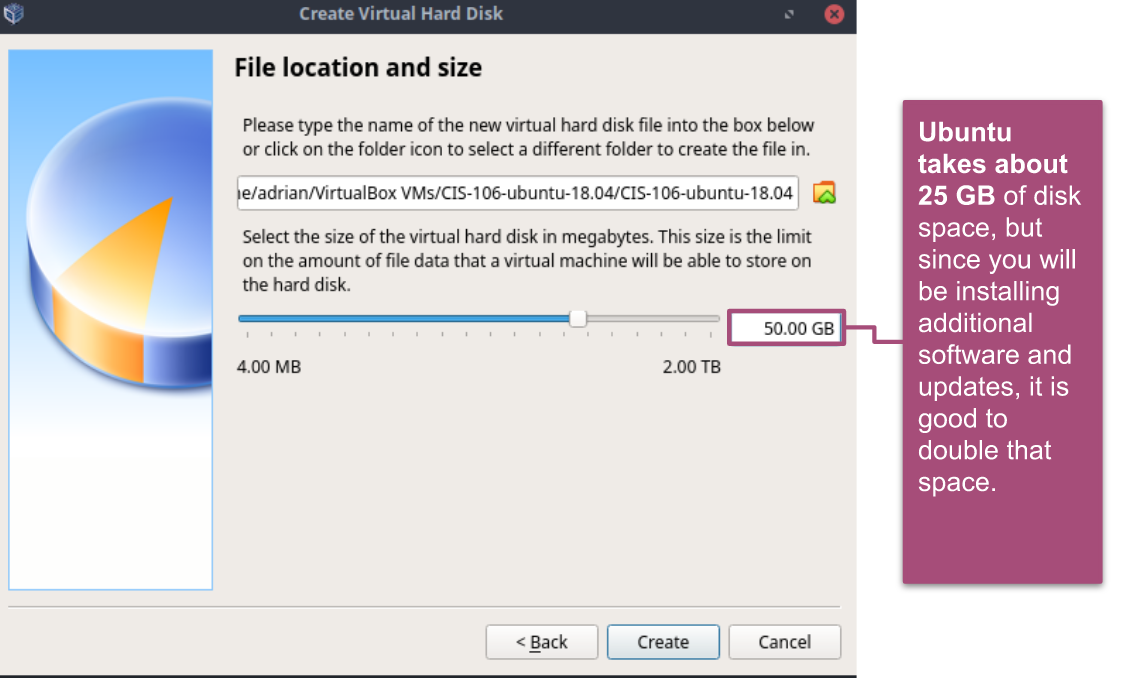 Create Virtual Hard Disk
File location and size
Please type the name of the new virtual hard disk file into the box below
or click on the folder icon to select a different folder to create the file in.
e/adrian/VirtualBox VMs/CIS-106-ubuntu-18.04/CIS-106-ubuntu-18.04
Select the size of the virtual hard disk in megabytes. This size is the limit
on the amount of file data that a virtual machine will be able to store on
the hard disk.
50.00 GB
4.00 MB
2.00 TB
< Back
Create
Cancel
Ubuntu
takes about
25 GB of disk
space, but
since you will
be installing
additional
software and
updates, it is
good to
double that
space.